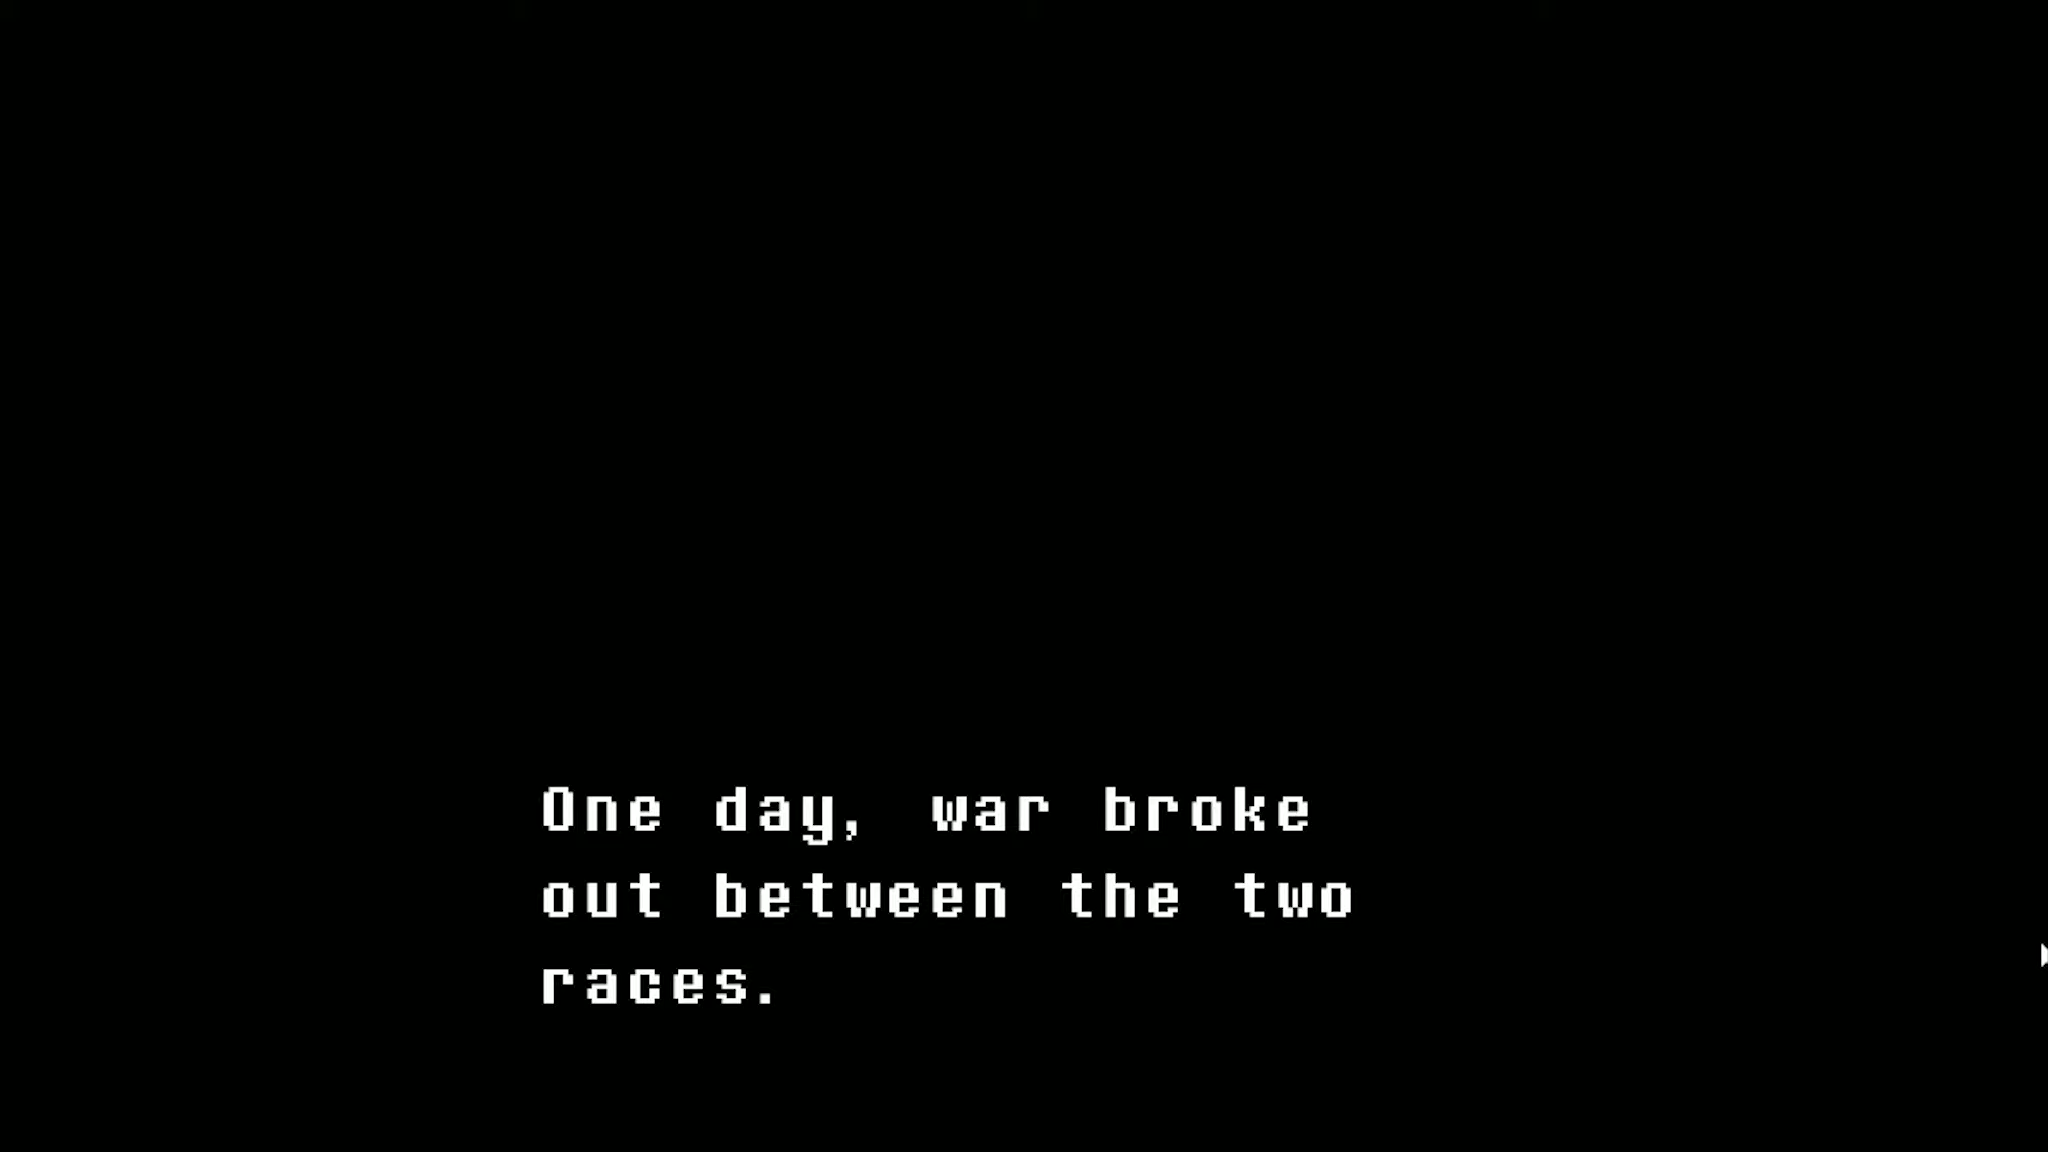 One day, war broke
out between the two
races.